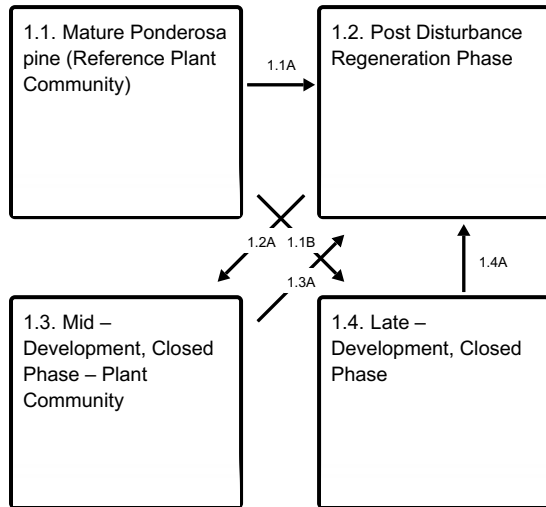 1.1. Mature Ponderosa
pine (Reference Plant
Community)
1.1A
1.2. Post Disturbance
Regeneration Phase
1.2A
1.1B
1.3A
1.4A
1.3. Mid –
Development, Closed
Phase – Plant
Community
1.4. Late –
Development, Closed
Phase